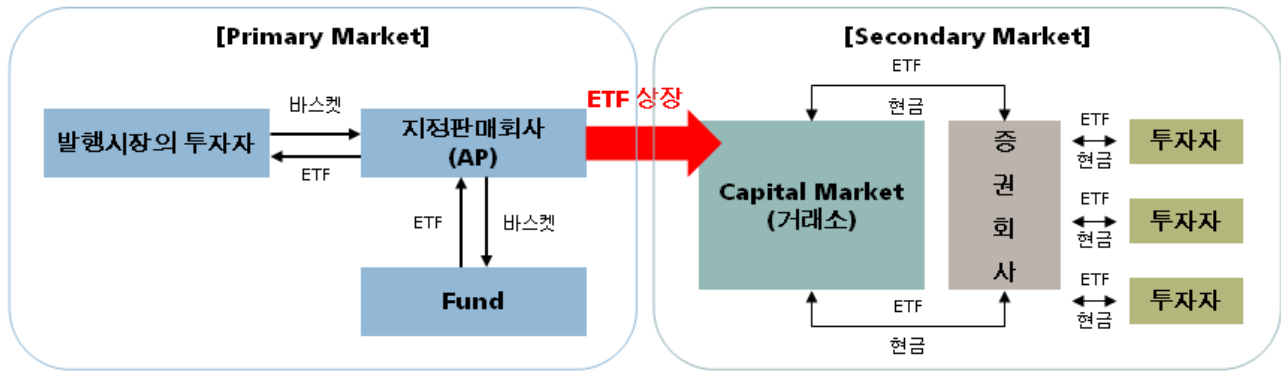 [Primary Market]
발행시장의 투자자
바스켓
ETF
지정판매회사
(AP)
ETF
바스켓
Fund
ETF 상장
[Secondary Market]
ETF
현금
Capital Market
(거래소)
증
권
회
사
ETF
현금
ETF
현금
투자자
ETF
현금
투자자
ETF
현금
투자자